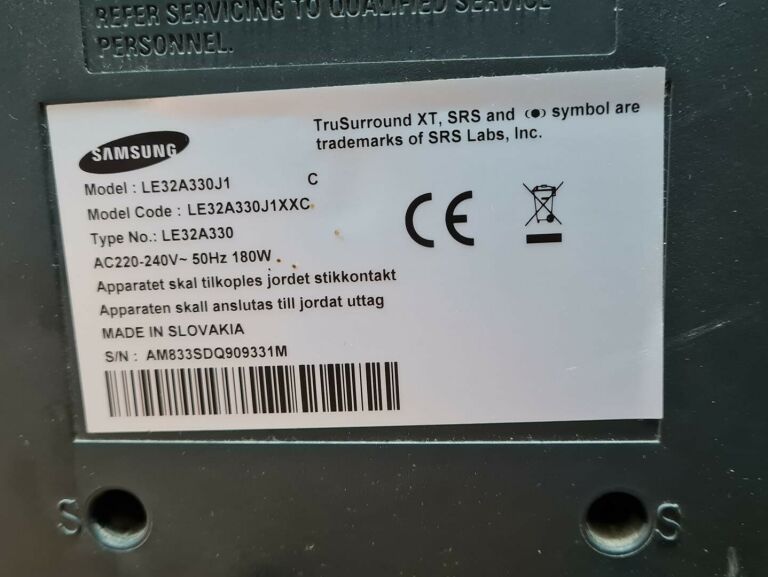 REFER SERVICING TO QUALIFIED SERVICE
PERSONNEL.
SAMSUNG
TruSurround XT, SRS and (●) symbol are
trademarks of SRS Labs, Inc.
Model : LE32A330J1 C
Model Code : LE32A330J1XXC
Type No.: LE32A330
AC220-240V~ 50Hz 180W
Apparatet skal tilkoples jordet stikkontakt
Apparaten skall anslutas till jordat uttag
MADE IN SLOVAKIA
S/N : AM833SDQ909331M
CE
S S